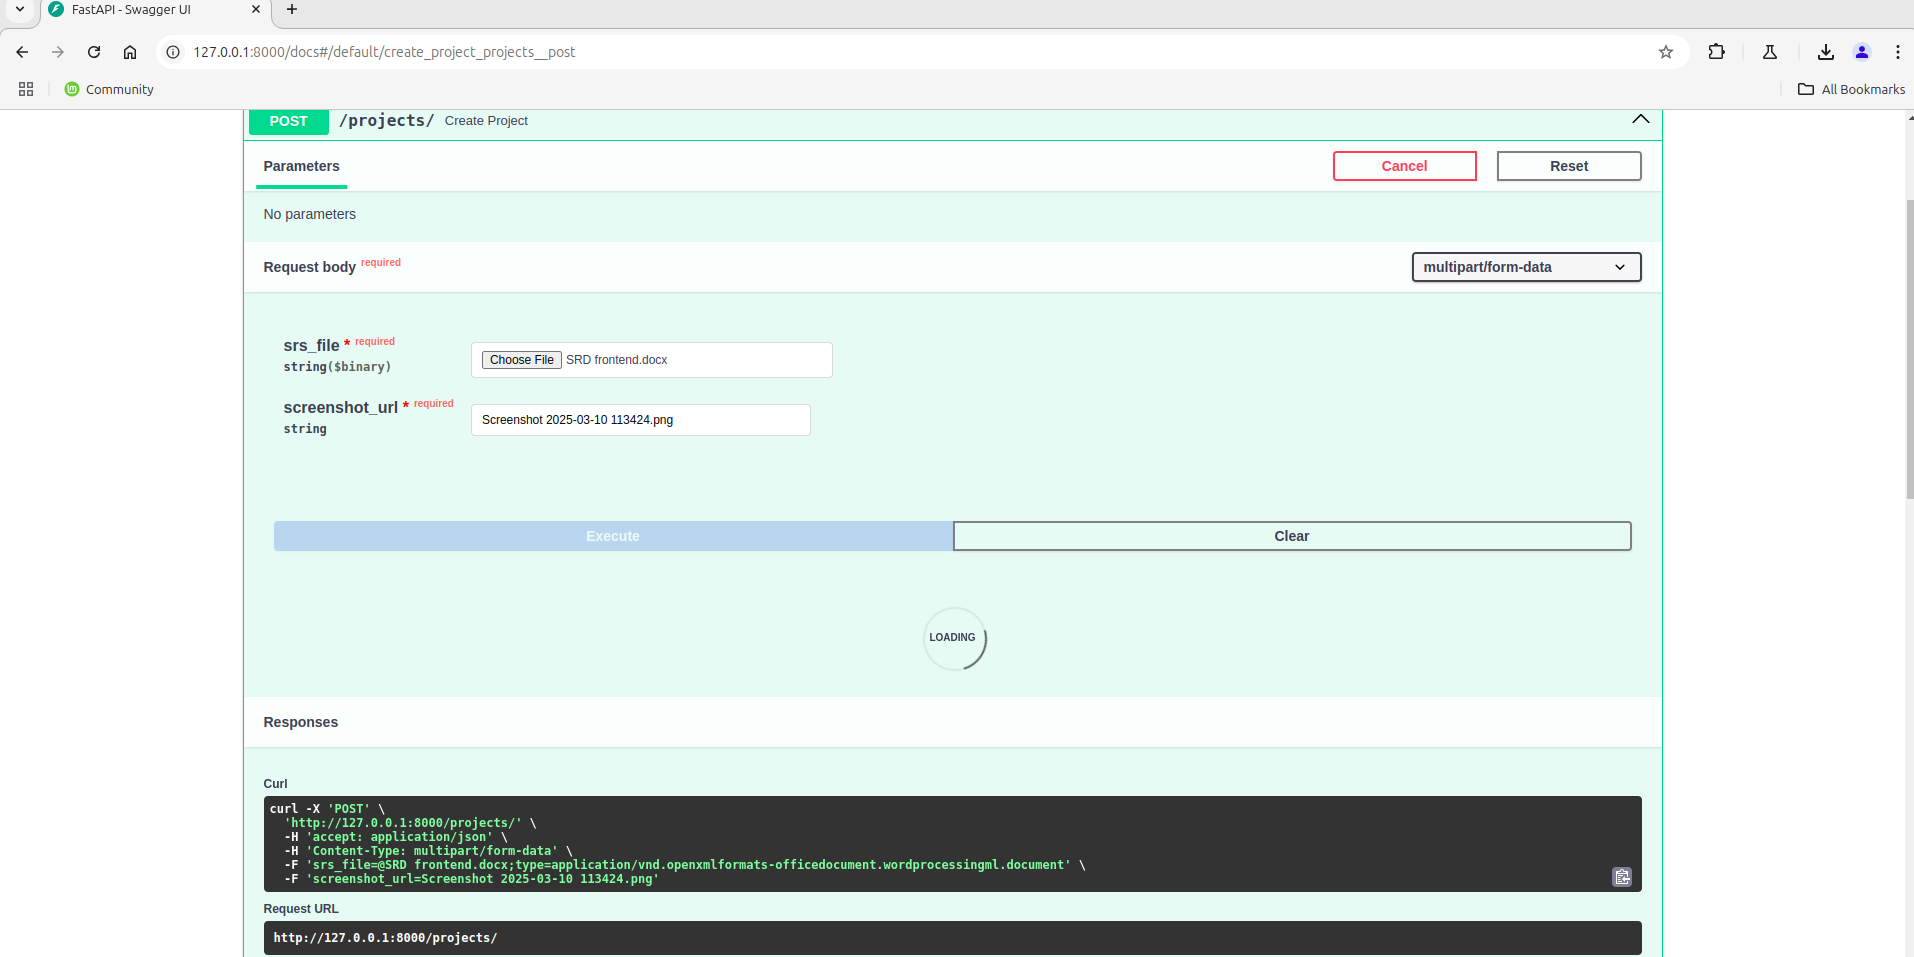 FastAPI - Swagger UI
127.0.0.1:8000/docs#/default/create_project_projects__post
Community
All Bookmarks
POST /projects/ Create Project
Parameters
Cancel
Reset
No parameters
Request body required
multipart/form-data
srs_file * required
string($binary)
Choose File SRD frontend.docx
screenshot_url * required
string
Screenshot 2025-03-10 113424.png
Execute
Clear
LOADING
Responses
Curl
curl -X 'POST' \
'http://127.0.0.1:8000/projects/' \
-H 'accept: application/json' \
-H 'Content-Type: multipart/form-data' \
-F 'srs_file=@SRD frontend.docx;type=application/vnd.openxmlformats-officedocument.wordprocessingml.document' \
-F 'screenshot_url=Screenshot 2025-03-10 113424.png'
Request URL
http://127.0.0.1:8000/projects/